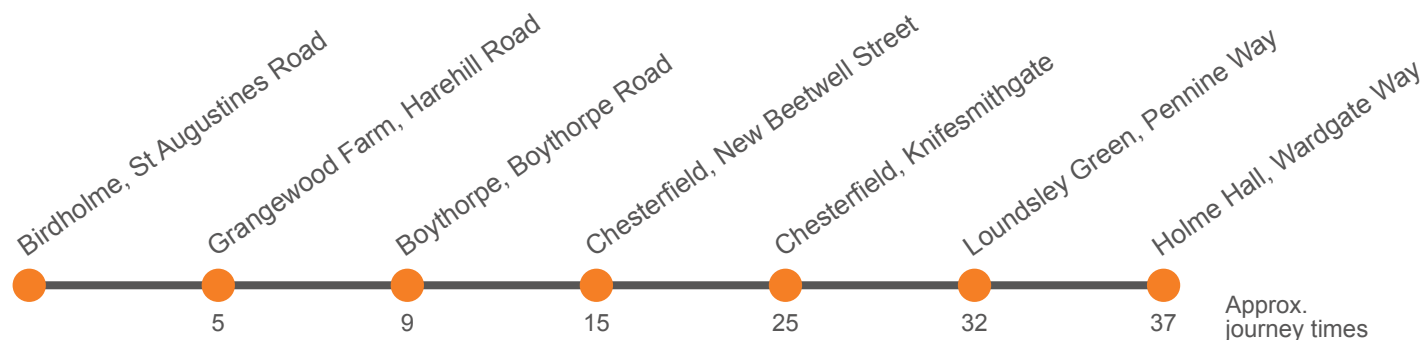 Birdholme, St Augustines Road
Grangewood Farm, Harehill Road
Boythorpe, Boythorpe Road
Chesterfield, New Beetwell Street
Chesterfield, Knifesmithgate
Loundsley Green, Pennine Way
Holme Hall, Wardgate Way
5
9
15
25
32
37
Approx.
journey times